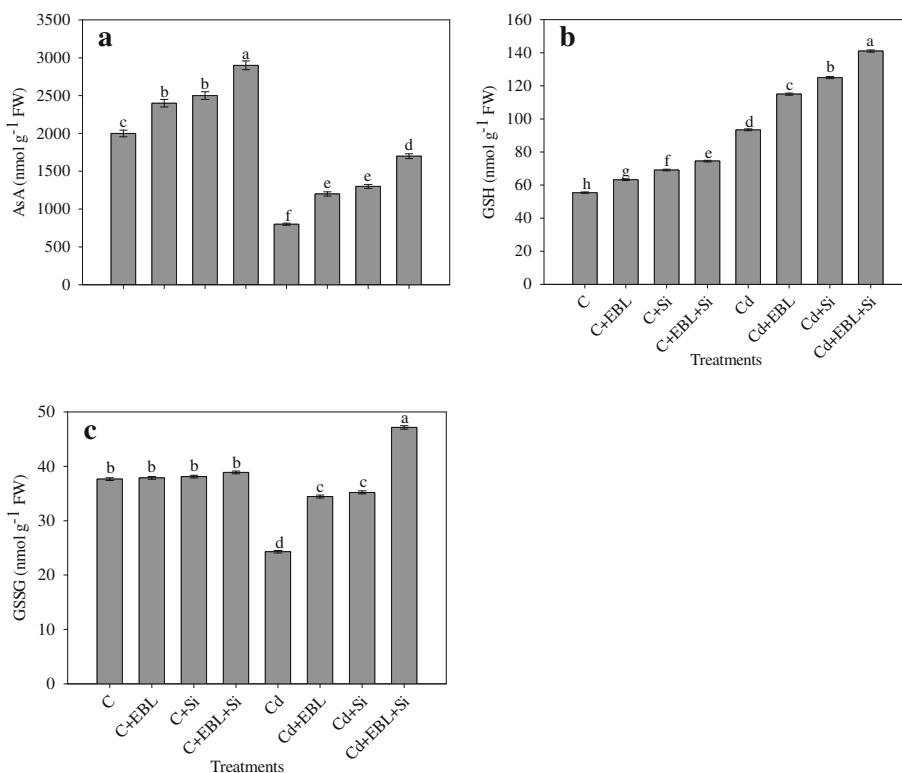 a
3500
3000
2500
2000
1500
1000
500
0
AsA (nmol g-1 FW)
c
b
b
a
f
e
e
d
b
160
140
120
100
80
60
40
20
0
GSH (nmol g-1 FW)
h
g
f
e
d
c
b
a
C
C+EBL
C+Si
C+EBL+Si
Cd
Cd+EBL
Cd+Si
Cd+EBL+Si
Treatments
c
50
40
30
20
10
0
GSSG (nmol g-1 FW)
b
b
b
b
d
c
c
a
C
C+EBL
C+Si
C+EBL+Si
Cd
Cd+EBL
Cd+Si
Cd+EBL+Si
Treatments